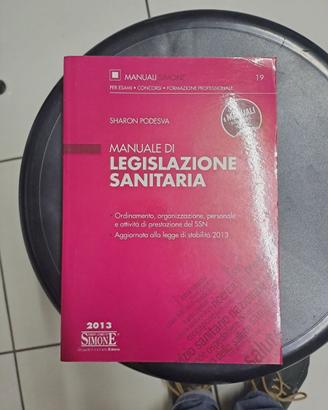 MANUALI SIMONE
19
PER ESAMI • CONCORSI • FORMAZIONE PROFESSIONALE
SHARON PODESVA
MANUALE DI
LEGISLAZIONE
SANITARIA
· Ordinamento, organizzazione, personale
e attività di prestazione del SSN
· Aggiornata alla legge di stabilità 2013
2013
SIMONE